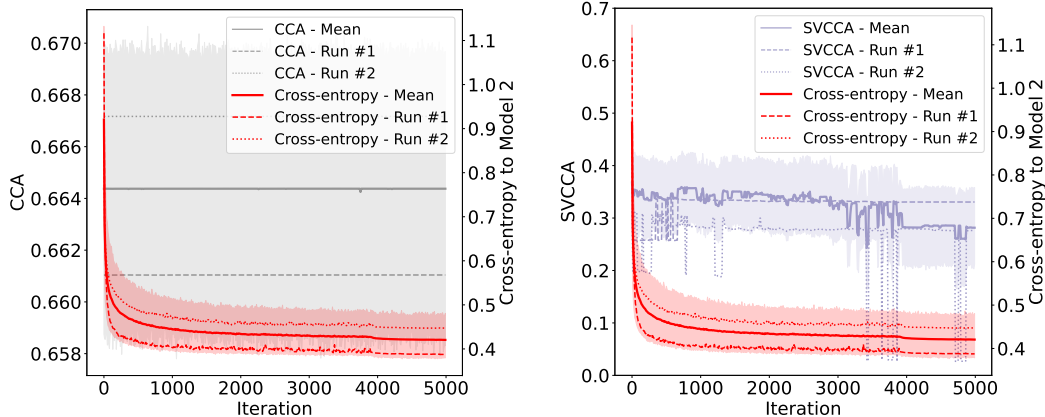 CCA - Mean
CCA - Run #1
CCA - Run #2
Cross-entropy - Mean
Cross-entropy - Run #1
Cross-entropy - Run #2
0.670
0.668
0.666
0.664
0.662
0.660
0.658
CCA
1.1
1.0
0.9
0.8
0.7
0.6
0.5
0.4
Cross-entropy to Model 2
0
1000
2000
3000
4000
5000
Iteration
SVCCA - Mean
SVCCA - Run #1
SVCCA - Run #2
Cross-entropy - Mean
Cross-entropy - Run #1
Cross-entropy - Run #2
0.7
0.6
0.5
0.4
0.3
0.2
0.1
0.0
SVCCA
1.1
1.0
0.9
0.8
0.7
0.6
0.5
0.4
Cross-entropy to Model 2
0
1000
2000
3000
4000
5000
Iteration